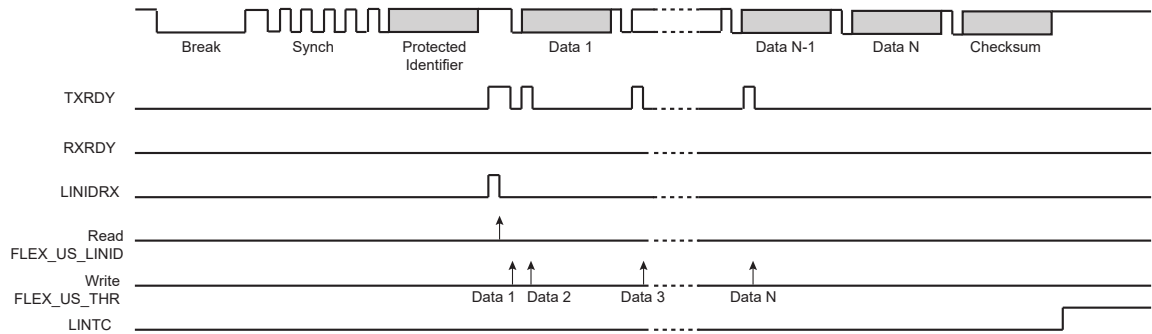 Break Synch Protected Identifier Data 1 Data N-1 Data N Checksum
TXRDY
RXRDY
LINIDRX
Read
FLEX_US_LINID
Write
FLEX_US_THR
Data 1 Data 2 Data 3 Data N
LINTC